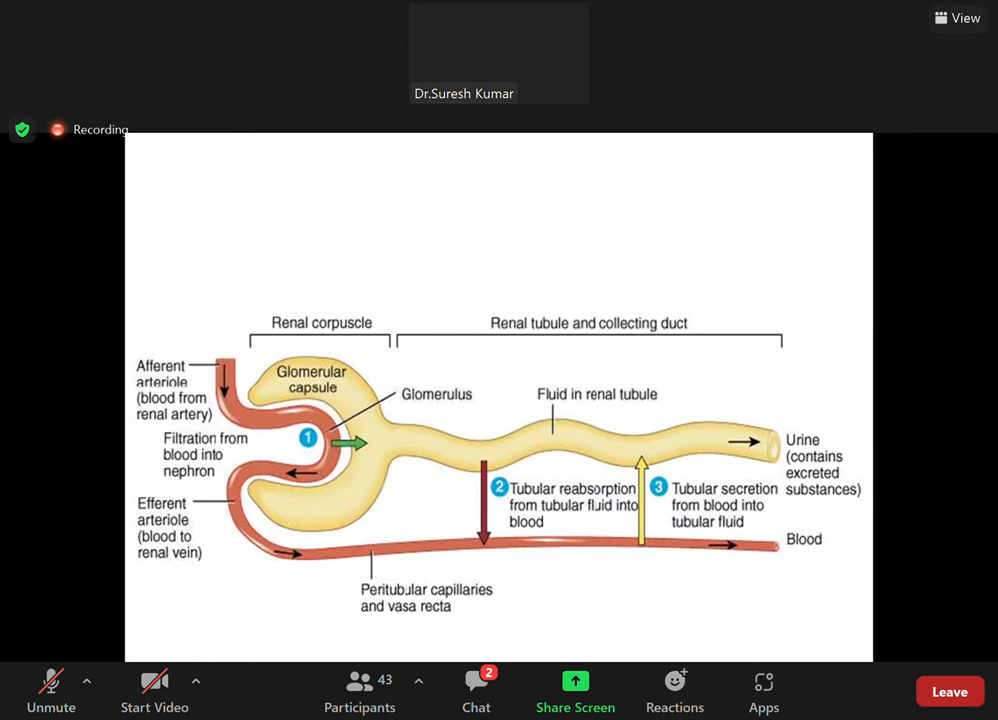 View
Dr.Suresh Kumar
Recording
Renal corpuscle
Renal tubule and collecting duct
Afferent
arteriole
(blood from
renal artery)
Glomerular
capsule
Glomerulus
Fluid in renal tubule
1
Filtration from
blood into
nephron
Urine
(contains
excreted
substances)
Efferent
arteriole
(blood to
renal vein)
2 Tubular reabsorption
from tubular fluid into
blood
3 Tubular secretion
from blood into
tubular fluid
Blood
Peritubular capillaries
and vasa recta
Unmute
Start Video
43
Participants
2
Chat
Share Screen
Reactions
Apps
Leave